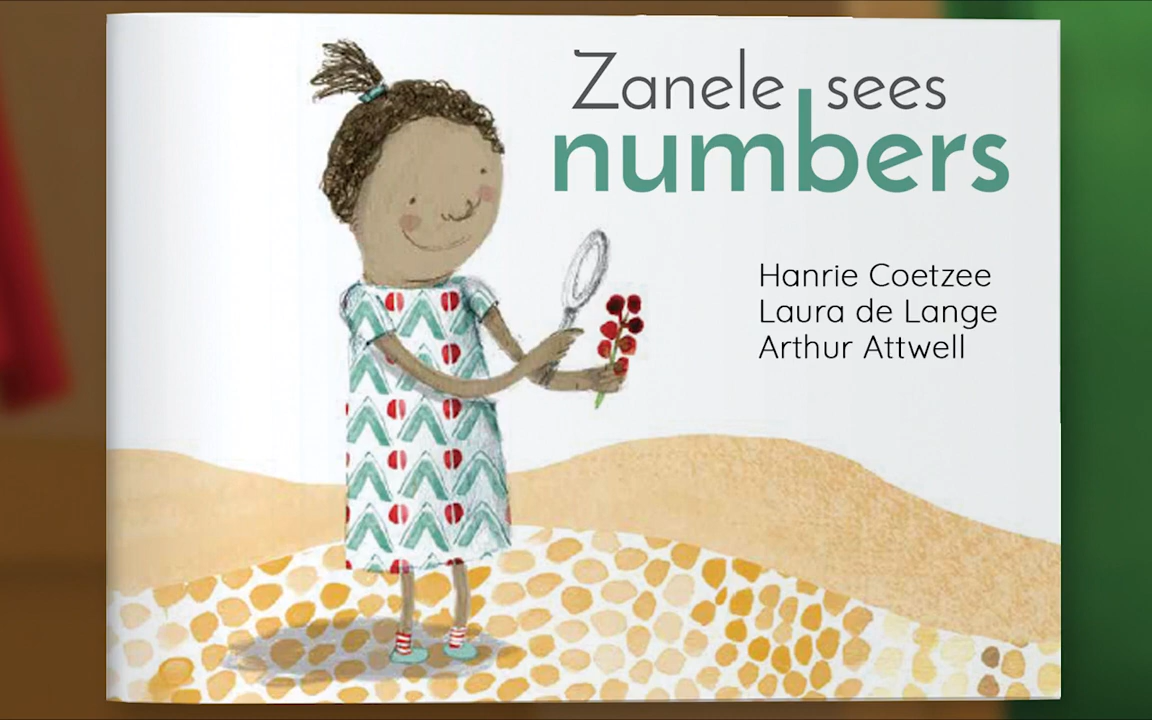 Zanele sees
numbers
Hanrie Coetzee
Laura de Lange
Arthur Attwell